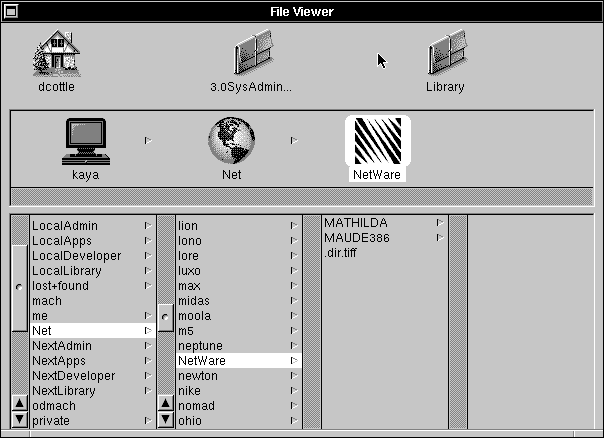 File Viewer
dcottle
3.0SysAdmin...
Library
kaya
Net
NetWare
LocalAdmin
LocalApps
LocalDeveloper
LocalLibrary
lost+found
mach
me
Net
NextAdmin
NextApps
NextDeveloper
NextLibrary
odmach
private
lion
lono
lore
luxo
max
midas
moola
m5
neptune
NetWare
newton
nike
nomad
ohio
MATHILDA
MAUDE386
.dir.tiff